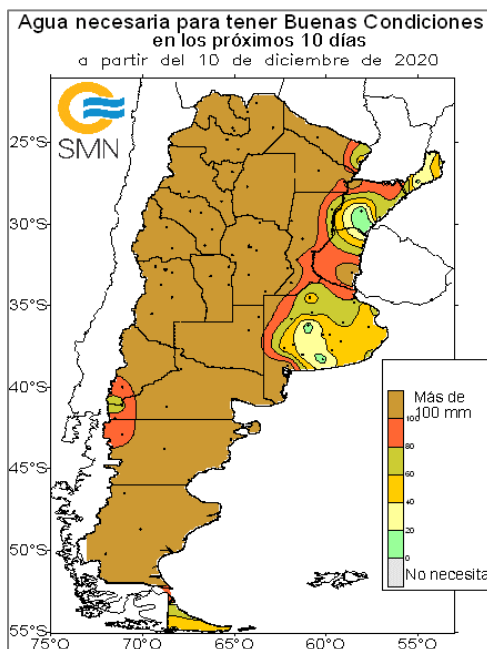 Agua necesaria para tener Buenas Condiciones
en los próximos 10 días
a partir del 10 de diciembre de 2020
SMN
25°S
30°S
35°S
40°S
45°S
50°S
55°S
75°O
70°O
65°O
60°O
55°O
Más de
100 mm
100
80
60
40
20
0
No necesita